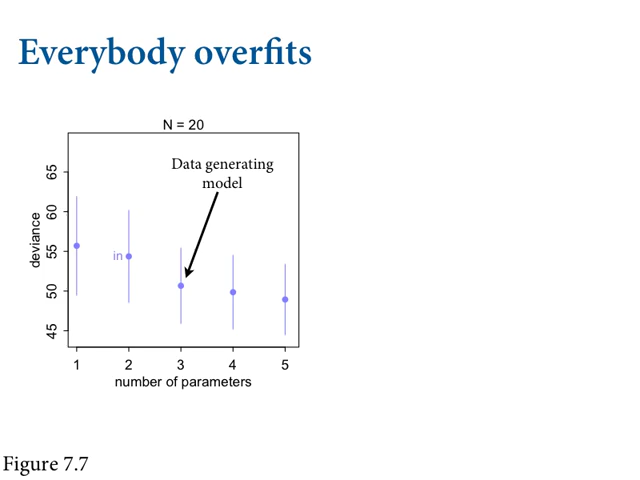 Everybody overfits
N = 20
Data generating
model
65
60
55
50
45
deviance
in
1 2 3 4 5
number of parameters
Figure 7.7